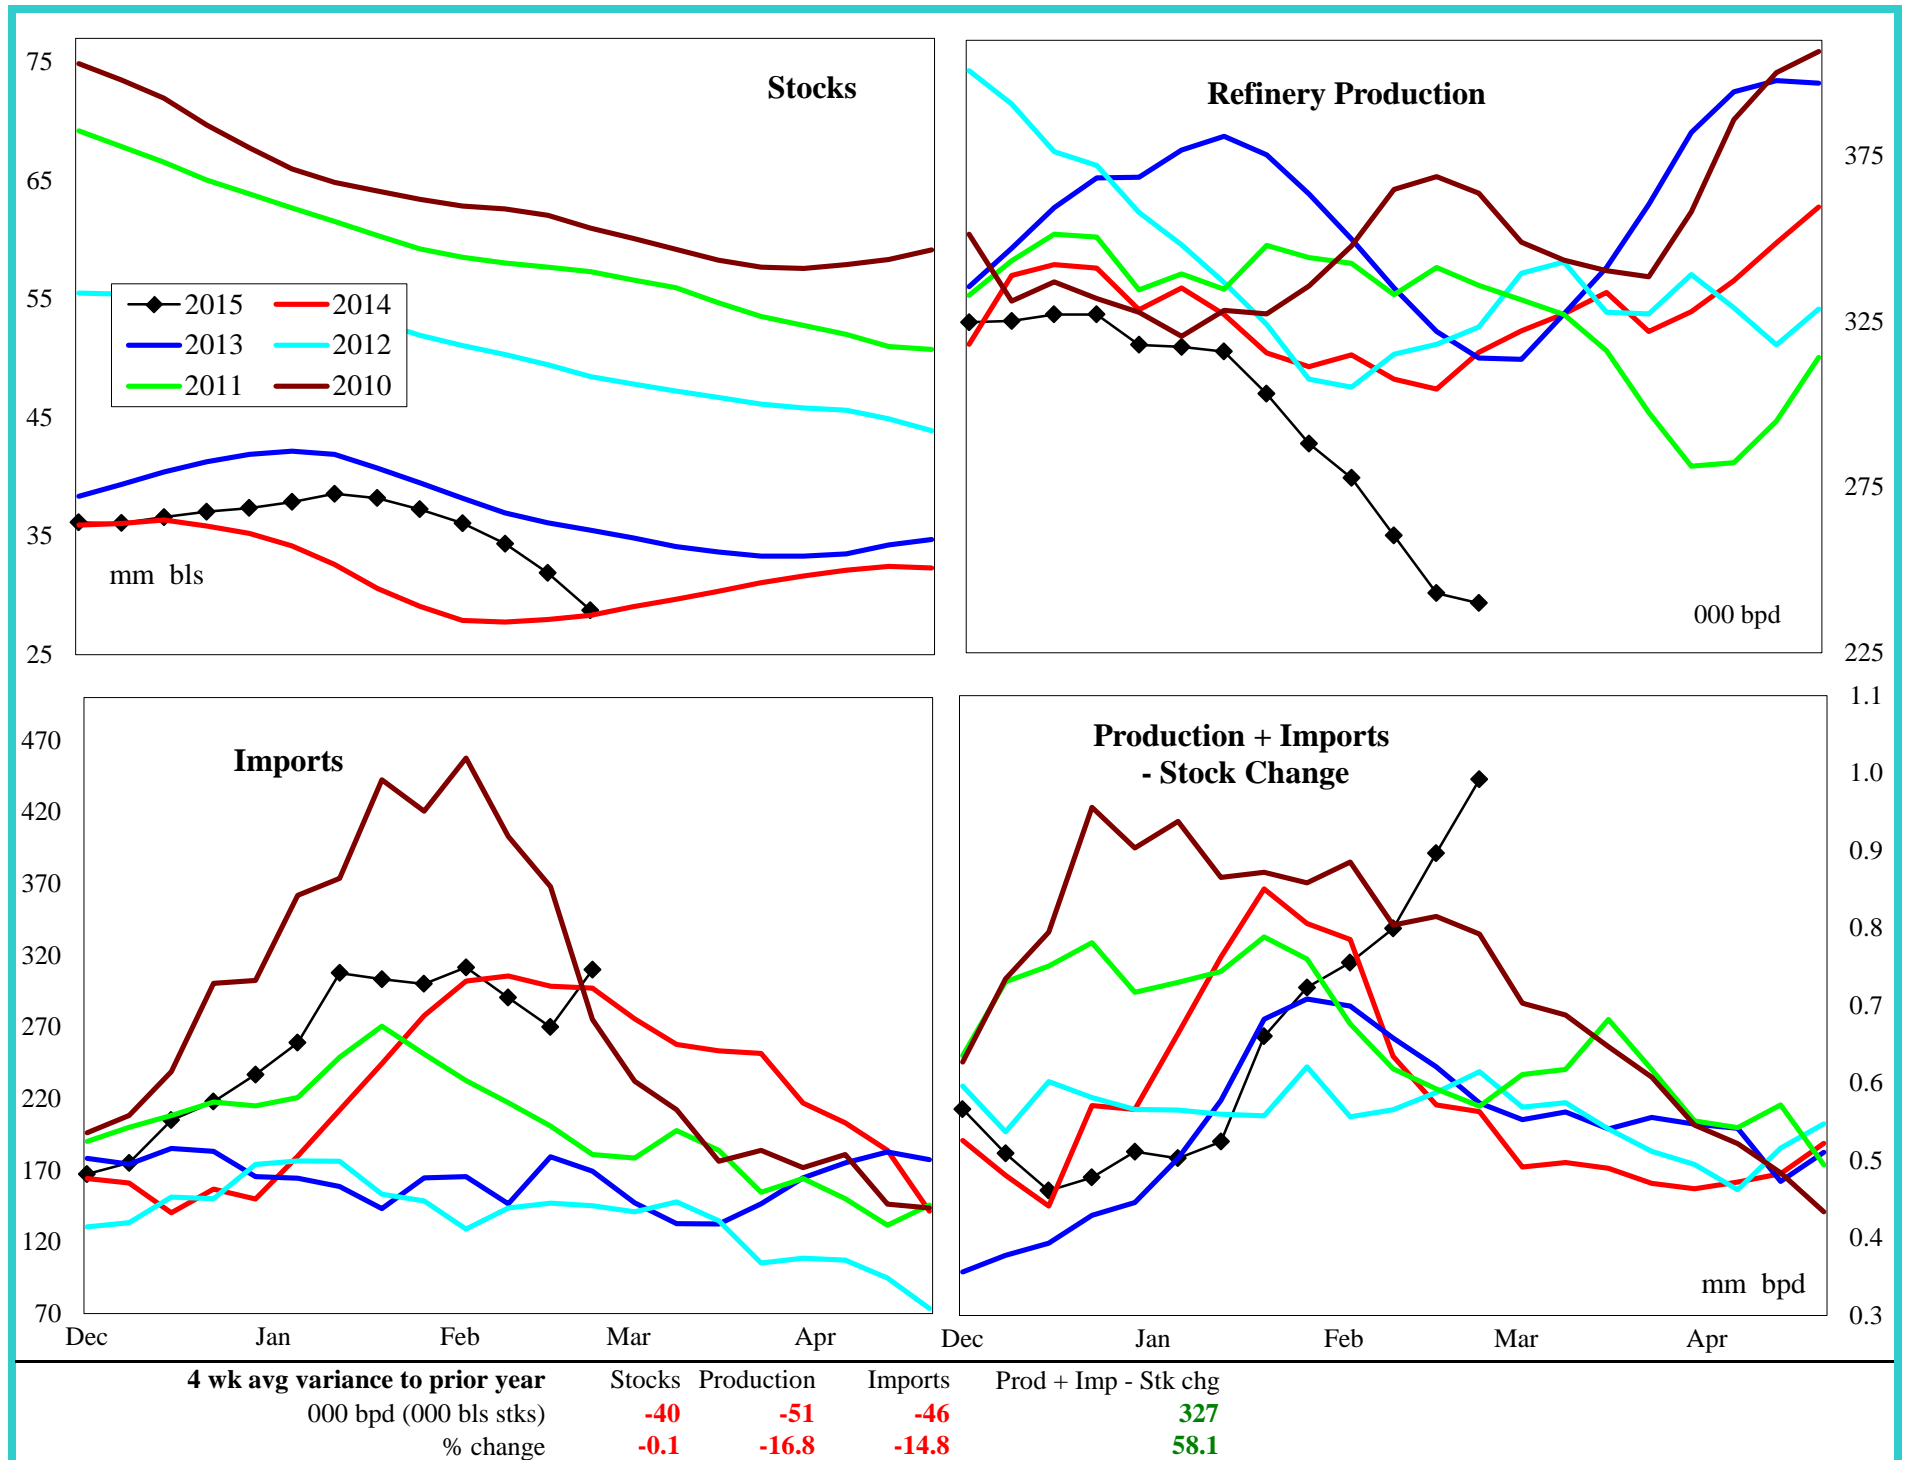 Stocks
75
65
55
45
35
25
2015
2014
2013
2012
2011
2010
mm bls
Refinery Production
375
325
275
225
000 bpd
Imports
470
420
370
320
270
220
170
120
70
Dec Jan Feb Mar Apr
Production + Imports
- Stock Change
1.1
1.0
0.9
0.8
0.7
0.6
0.5
0.4
0.3
mm bpd
Dec Jan Feb Mar Apr
4 wk avg variance to prior year Stocks Production Imports Prod + Imp - Stk chg
000 bpd (000 bls stks) -40 -51 -46 327
% change -0.1 -16.8 -14.8 58.1